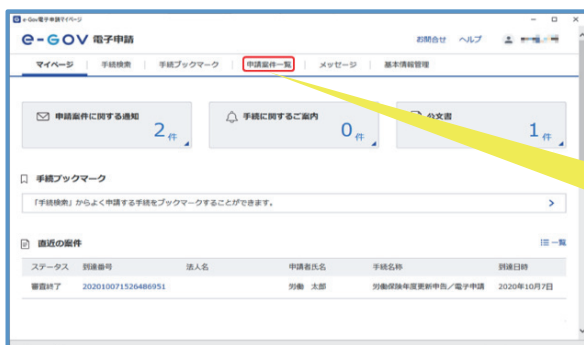 e-Gov電子申請マイページ
e-GOV 電子申請 お問合せ ヘルプ
マイページ 手続検索 手続ブックマーク 申請案件一覧 メッセージ 基本情報管理
申請案件に関する通知 2件
手続に関するご案内 0件
公文書 1件
手続ブックマーク
「手続検索」からよく申請する手続をブックマークすることができます。
直近の案件 一覧
ステータス 到達番号 法人名 申請者氏名 手続名称 到達日時
審査終了 202010071526486951 労働 太郎 労働保険年度更新申告／電子申請 2020年10月7日